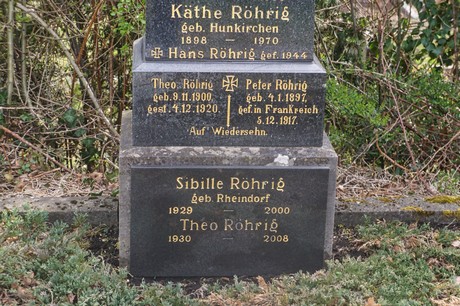 Käthe Röhrig
geb. Hunkirchen
1898 — 1970
Hans Röhrig gef. 1944
Theo. Röhrig Peter Röhrig
geb. 9.11.1900, geb. 4.1.1897,
gest. 4.12.1920. gef. in Frankreich
5.12.1917.
Auf Wiedersehn.
Sibille Röhrig
geb. Rheindorf
1929 — 2000
Theo Röhrig
1930 — 2008